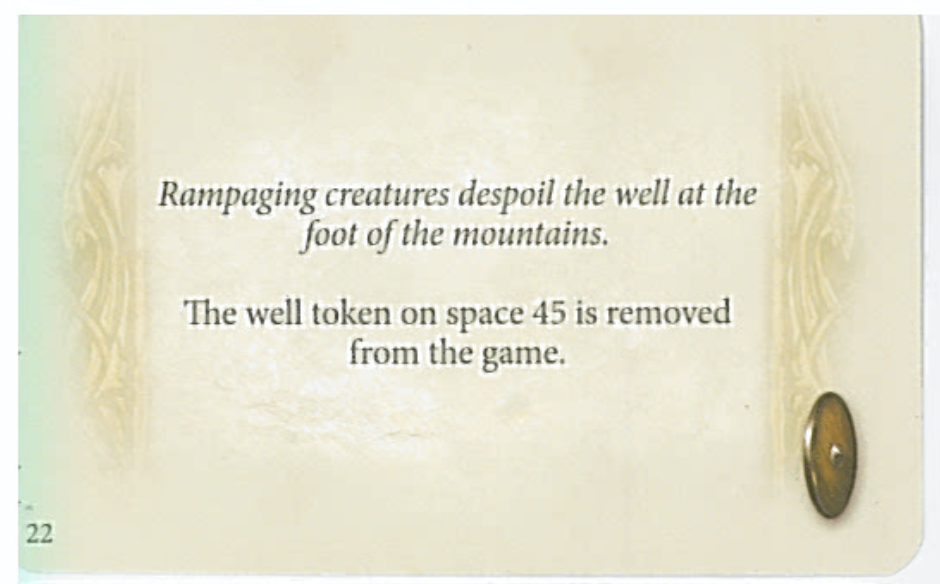 Rampaging creatures despoil the well at the
foot of the mountains.
The well token on space 45 is removed
from the game.
22